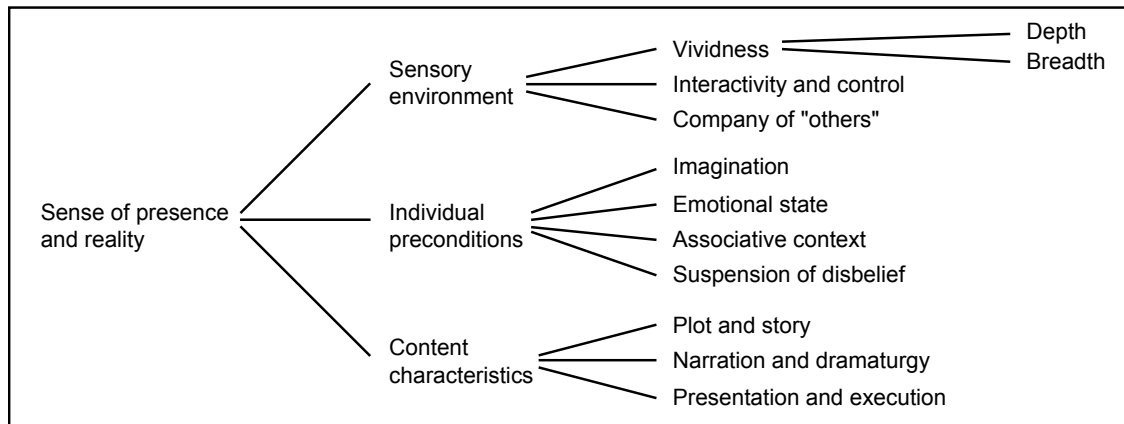 Sense of presence
and reality
Sensory
environment
Vividness
Depth
Breadth
Interactivity and control
Company of "others"
Individual
preconditions
Imagination
Emotional state
Associative context
Suspension of disbelief
Content
characteristics
Plot and story
Narration and dramaturgy
Presentation and execution